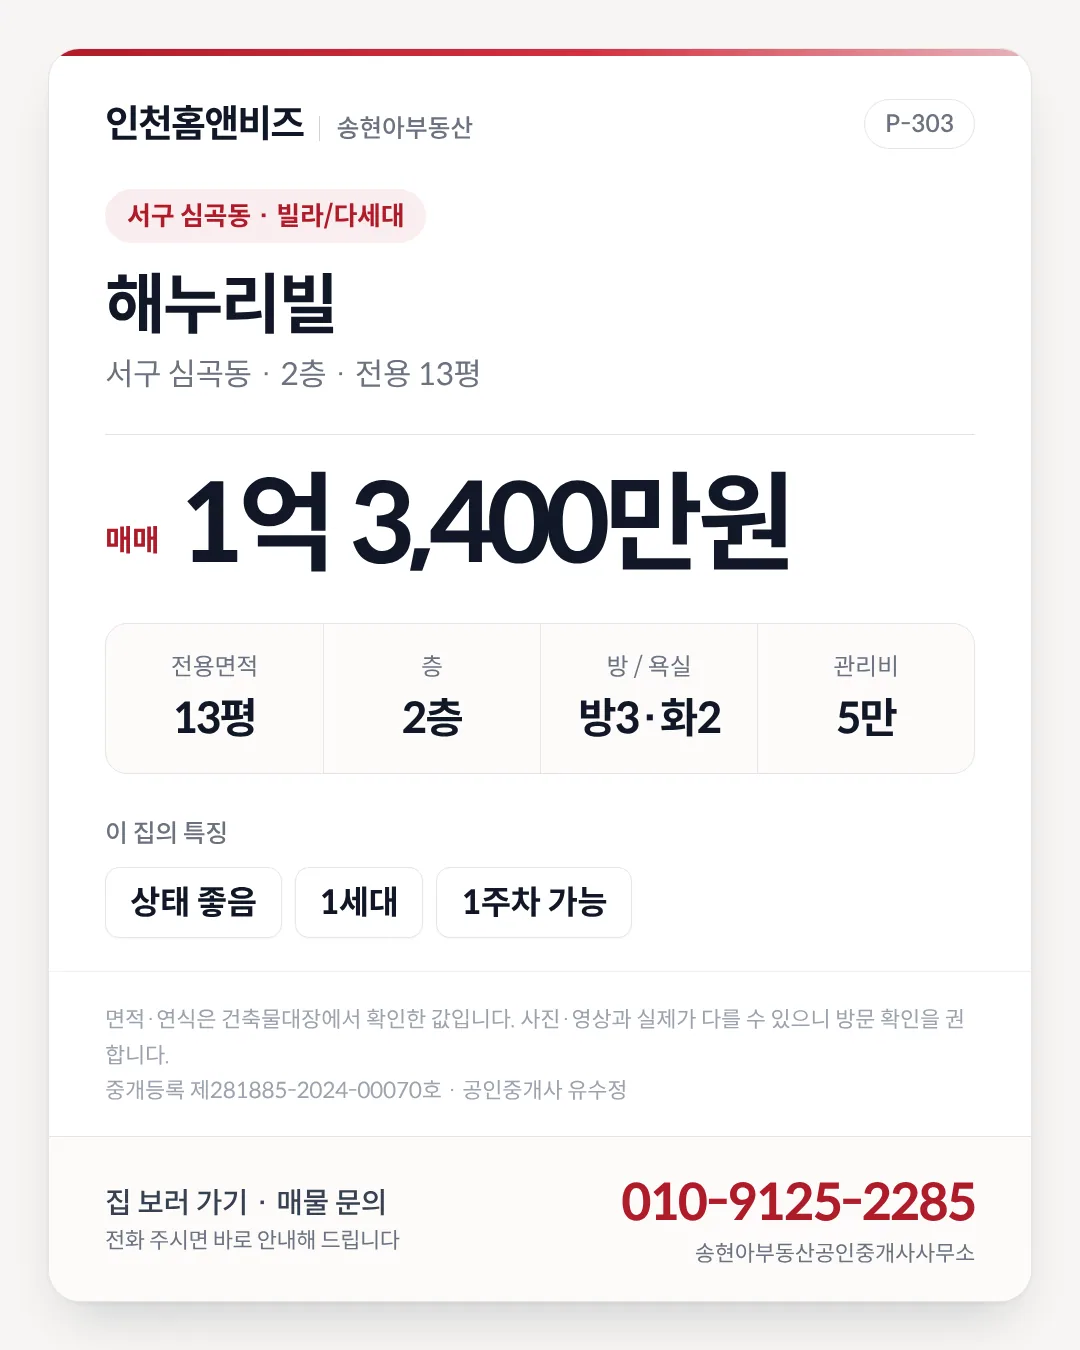 인천홈앤비즈 | 송현아부동산
P-303
서구 심곡동 · 빌라/다세대
해누리빌
서구 심곡동 · 2층 · 전용 13평
매매 1억 3,400만원
전용면적 층 방 / 욕실 관리비
13평 2층 방3·화2 5만
이 집의 특징
상태 좋음 1세대 1주차 가능
면적·연식은 건축물대장에서 확인한 값입니다. 사진·영상과 실제가 다를 수 있으니 방문 확인을 권
합니다.
중개등록 제281885-2024-00070호 · 공인중개사 유수정
집 보러 가기 · 매물 문의
전화 주시면 바로 안내해 드립니다
010-9125-2285
송현아부동산공인중개사사무소